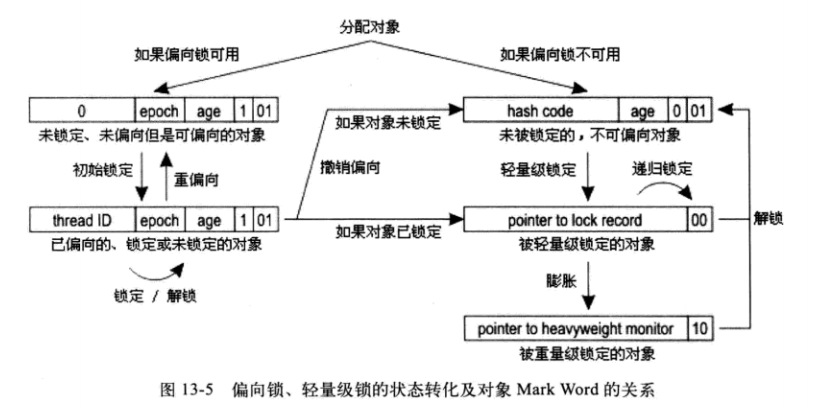 分配对象
如果偏向锁可用
如果偏向锁不可用
0 epoch age 1 01
hash code age 0 01
未锁定、未偏向但是可偏向的对象
如果对象未锁定
未被锁定的，不可偏向对象
初始锁定
重偏向
撤销偏向
轻量级锁定
递归锁定
thread ID epoch age 1 01
pointer to lock record 00
解锁
已偏向的、锁定或未锁定的对象
如果对象已锁定
被轻量级锁定的对象
锁定 / 解锁
膨胀
pointer to heavyweight monitor 10
被重量级锁定的对象
图 13-5 偏向锁、轻量级锁的状态转化及对象 Mark Word 的关系